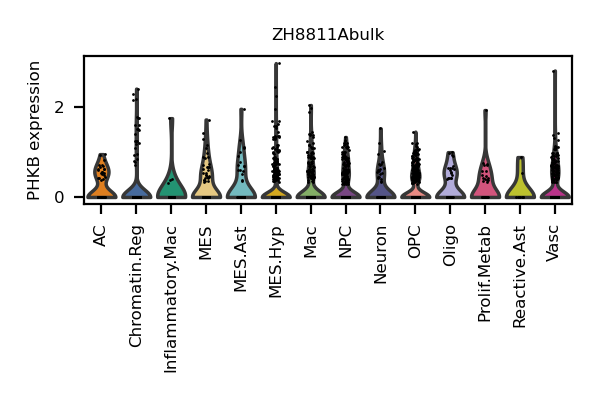 ZH8811Abulk
PHKB expression
2
0
AC
Chromatin.Reg
Inflammatory.Mac
MES
MES.Ast
MES.Hyp
Mac
NPC
Neuron
OPC
Oligo
Prolif.Metab
Reactive.Ast
Vasc